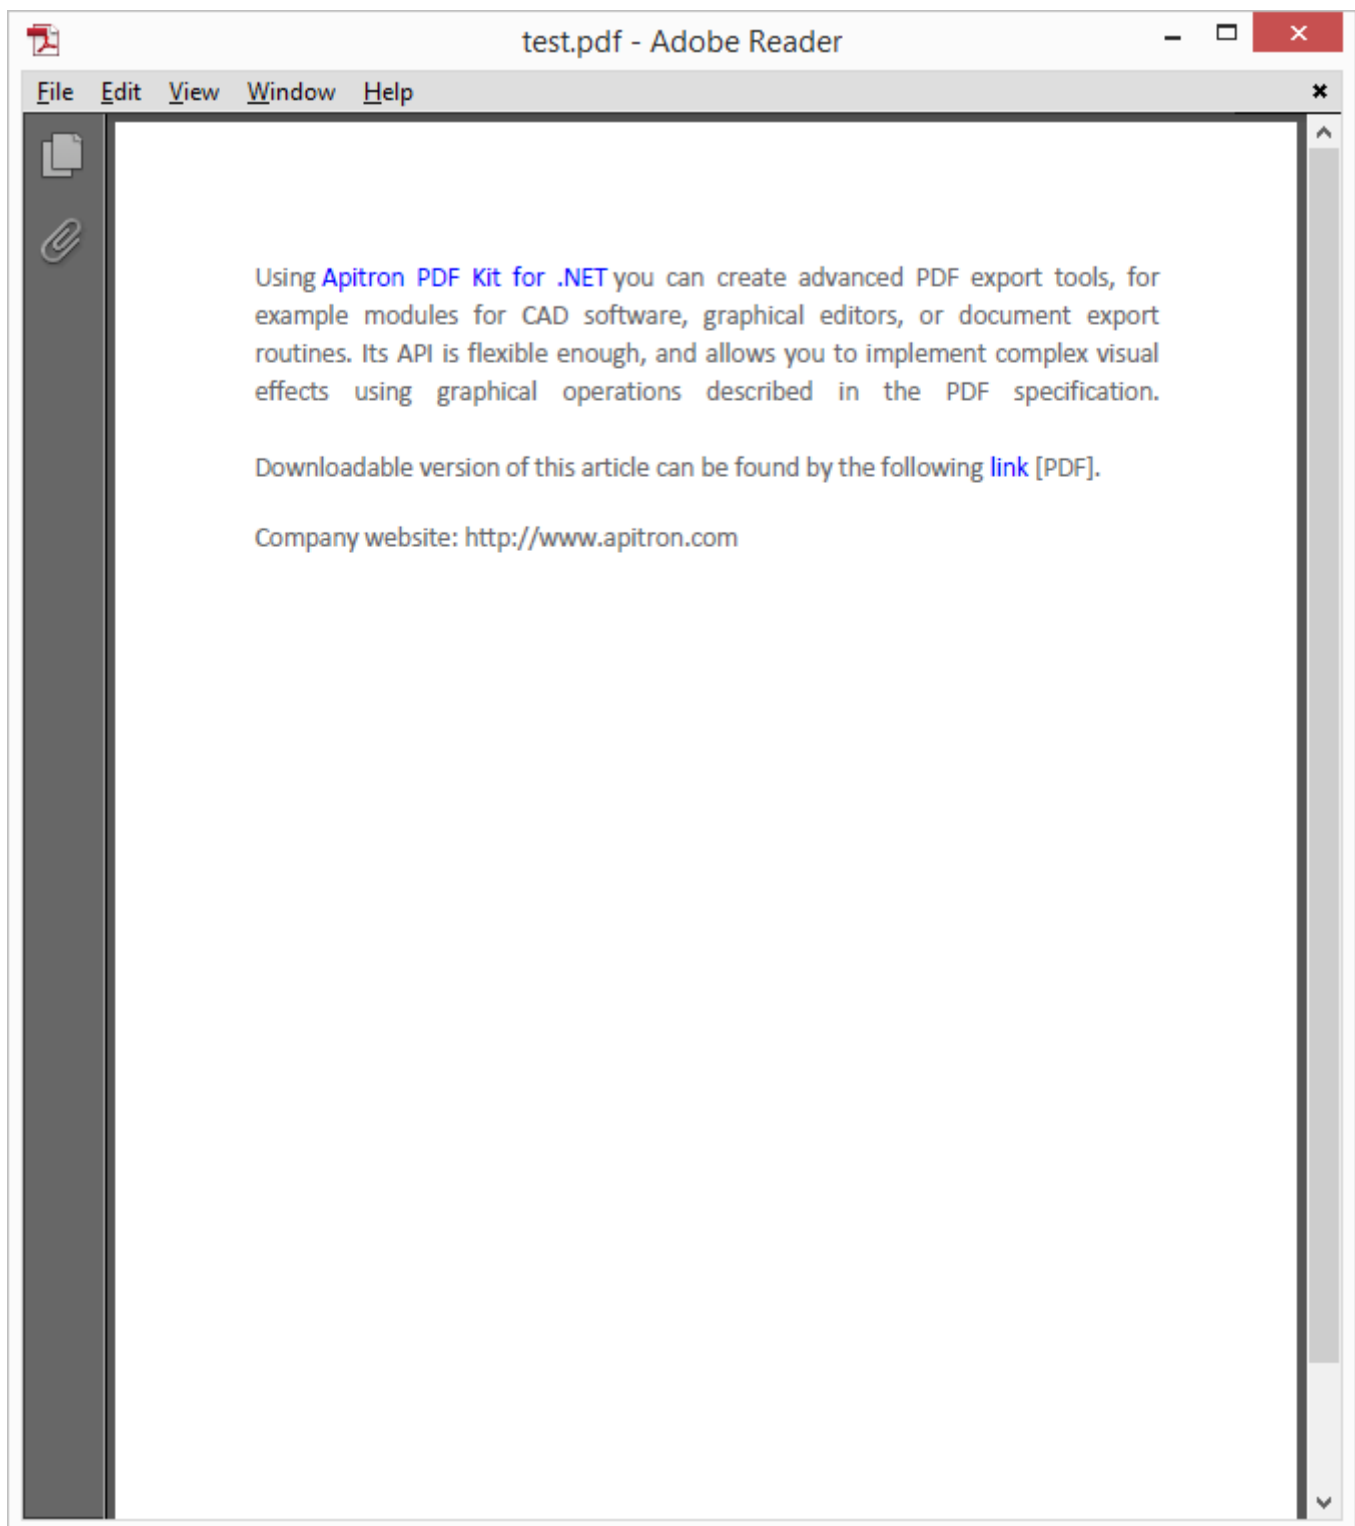 test.pdf - Adobe Reader
File Edit View Window Help
Using Apitron PDF Kit for .NET you can create advanced PDF export tools, for
example modules for CAD software, graphical editors, or document export
routines. Its API is flexible enough, and allows you to implement complex visual
effects using graphical operations described in the PDF specification.
Downloadable version of this article can be found by the following link [PDF].
Company website: http://www.apitron.com